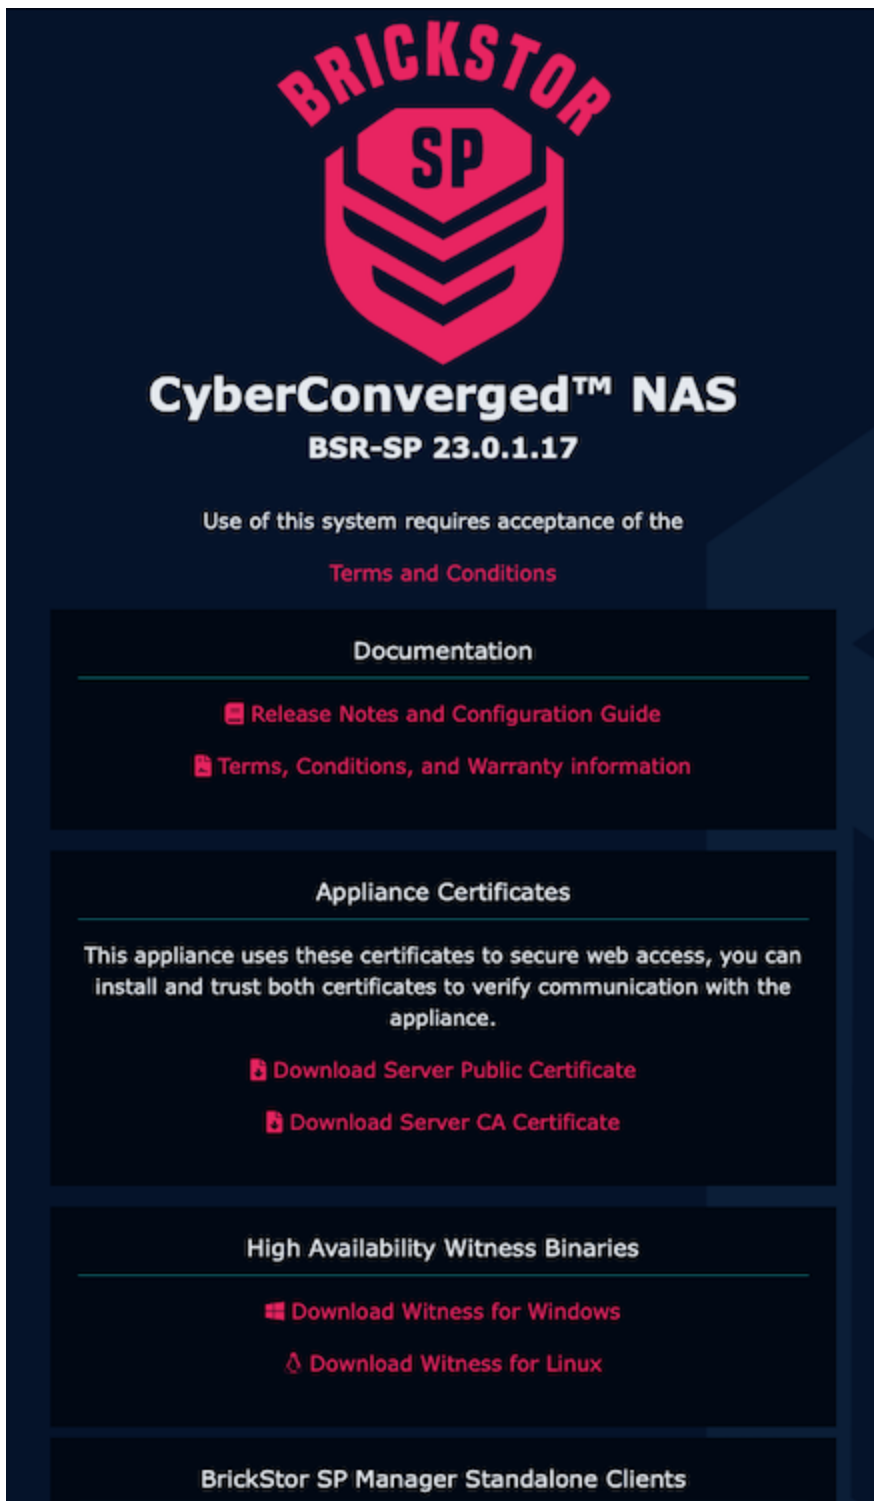 BRICKSTOR
SP
CyberConverged™ NAS
BSR-SP 23.0.1.17
Use of this system requires acceptance of the
Terms and Conditions
Documentation
Release Notes and Configuration Guide
Terms, Conditions, and Warranty information
Appliance Certificates
This appliance uses these certificates to secure web access, you can
install and trust both certificates to verify communication with the
appliance.
Download Server Public Certificate
Download Server CA Certificate
High Availability Witness Binaries
Download Witness for Windows
Download Witness for Linux
BrickStor SP Manager Standalone Clients